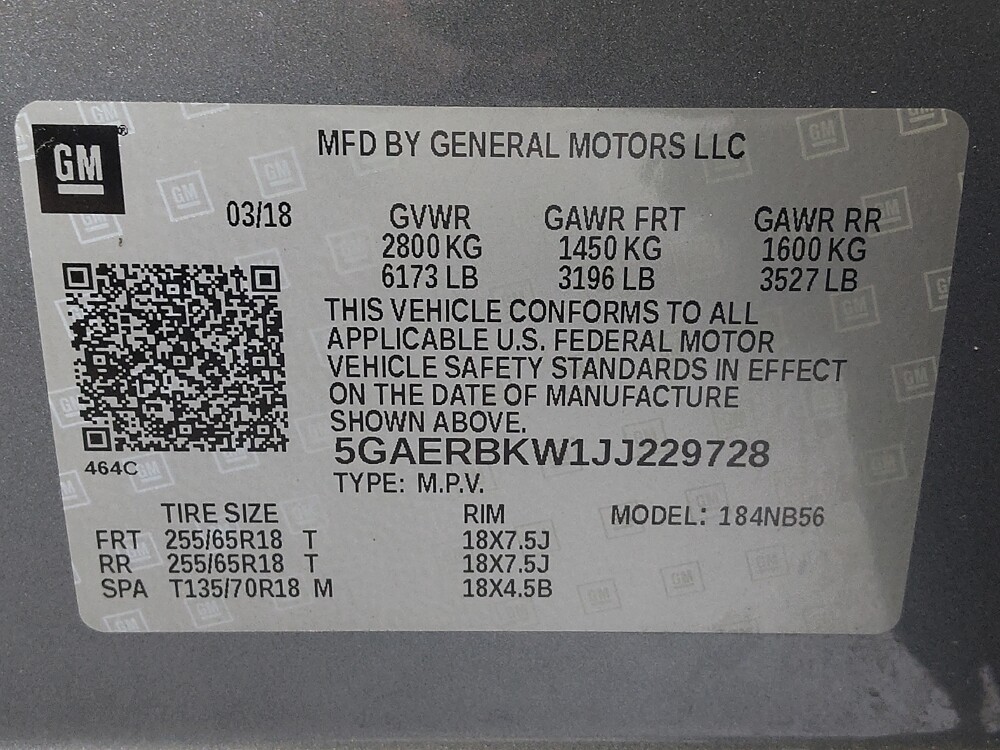 GM
MFD BY GENERAL MOTORS LLC
03/18 GVWR GAWR FRT GAWR RR
2800 KG 1450 KG 1600 KG
6173 LB 3196 LB 3527 LB
THIS VEHICLE CONFORMS TO ALL
APPLICABLE U.S. FEDERAL MOTOR
VEHICLE SAFETY STANDARDS IN EFFECT
ON THE DATE OF MANUFACTURE
SHOWN ABOVE.
5GAERBKW1JJ229728
464C
TYPE: M.P.V.
TIRE SIZE RIM MODEL: 184NB56
FRT 255/65R18 T 18X7.5J
RR 255/65R18 T 18X7.5J
SPA T135/70R18 M 18X4.5B